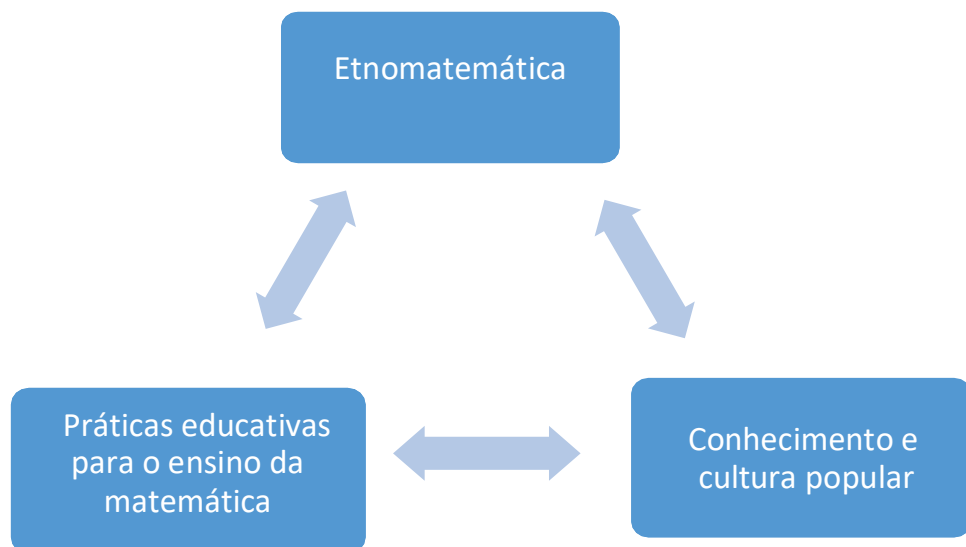 Etnomatemática
Práticas educativas
para o ensino da
matemática
Conhecimento e
cultura popular